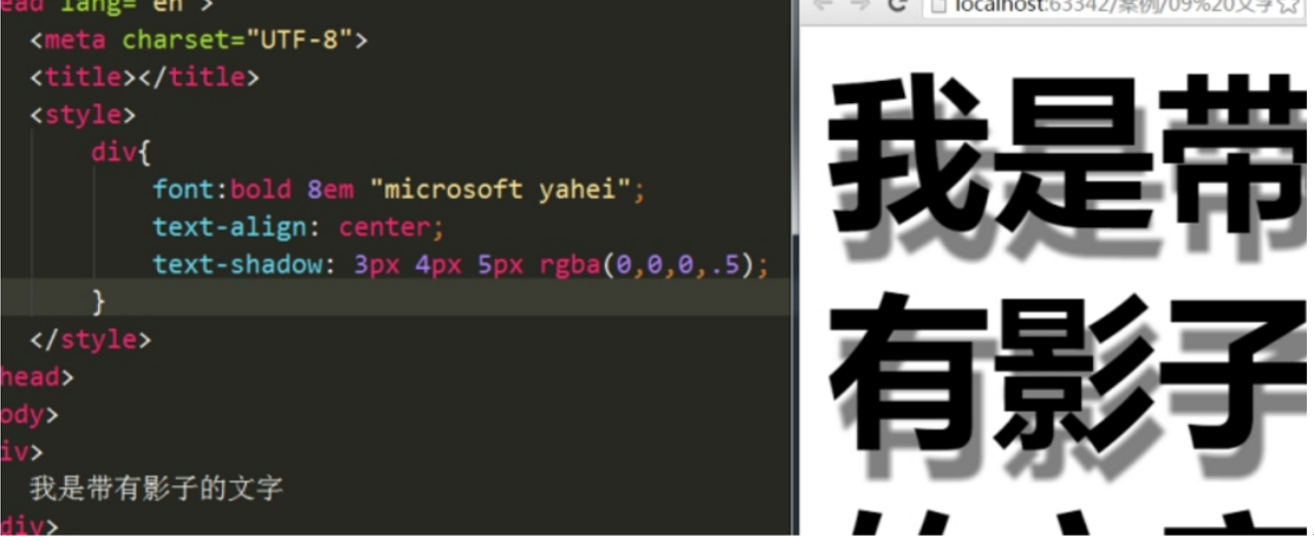 ead lang="en">
<meta charset="UTF-8">
<title></title>
<style>
div{
font:bold 8em "microsoft yahei";
text-align: center;
text-shadow: 3px 4px 5px rgba(0,0,0,.5);
}
</style>
head>
ody>
iv>
我是带有影子的文字
div>
localhost:63342/案例/09%20文字
我是带
有影子